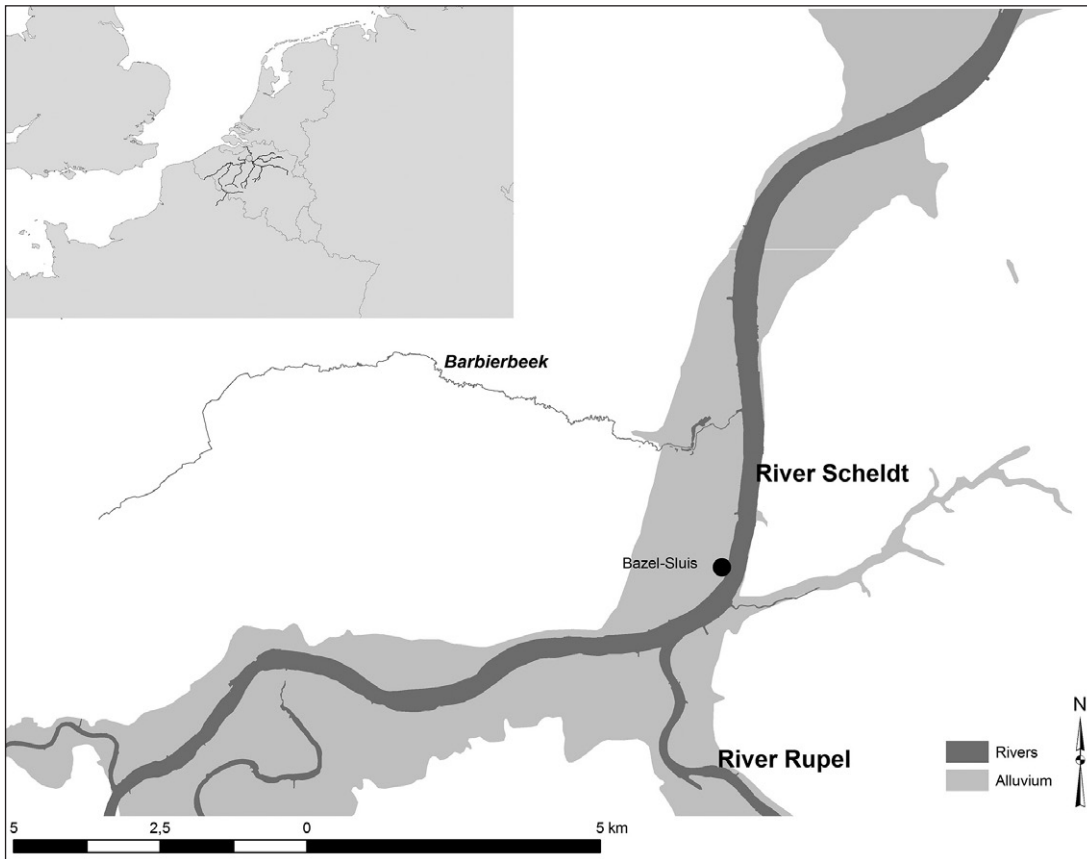 Barbierbeek
River Scheldt
Bazel-Sluis
River Rupel
N
Rivers
Alluvium
5 2,5 0 5 km